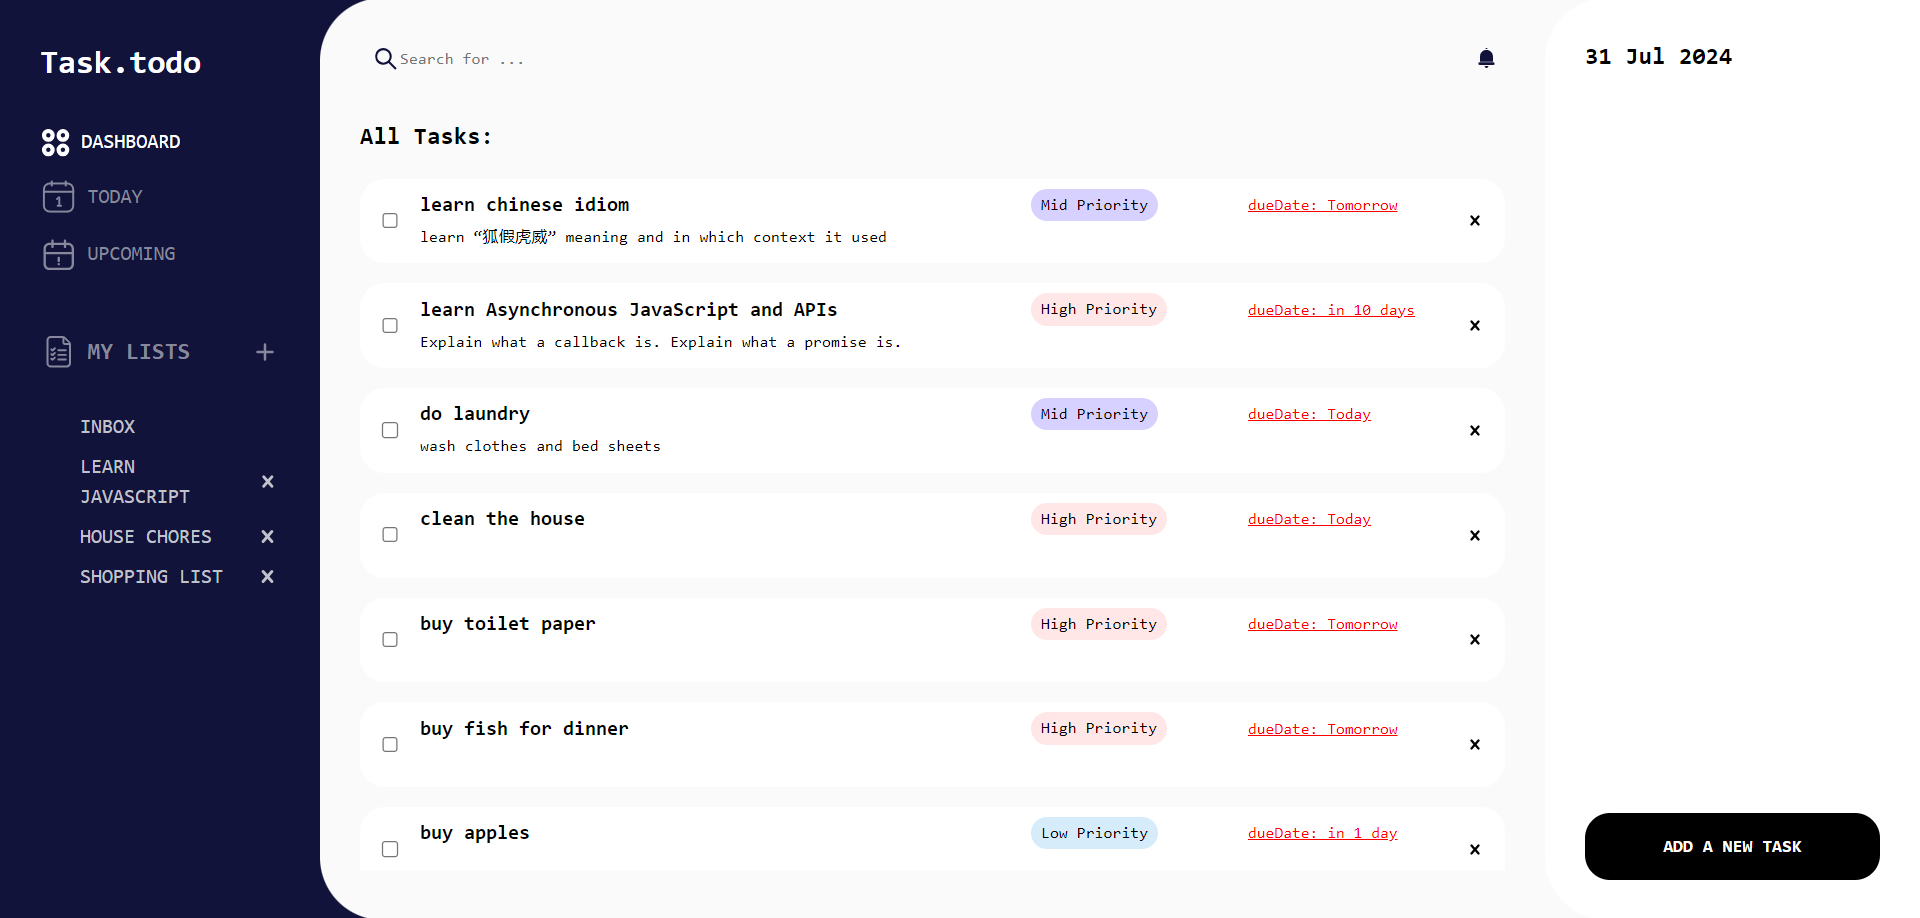 Task.todo
DASHBOARD
1 TODAY
UPCOMING
MY LISTS +
INBOX
LEARN
JAVASCRIPT
HOUSE CHORES
SHOPPING LIST
Search for ...
All Tasks:
learn chinese idiom
Mid Priority
dueDate: Tomorrow
learn “狐假虎威” meaning and in which context it used
learn Asynchronous JavaScript and APIs
High Priority
dueDate: in 10 days
Explain what a callback is. Explain what a promise is.
do laundry
Mid Priority
dueDate: Today
wash clothes and bed sheets
clean the house
High Priority
dueDate: Today
buy toilet paper
High Priority
dueDate: Tomorrow
buy fish for dinner
High Priority
dueDate: Tomorrow
buy apples
Low Priority
dueDate: in 1 day
31 Jul 2024
ADD A NEW TASK